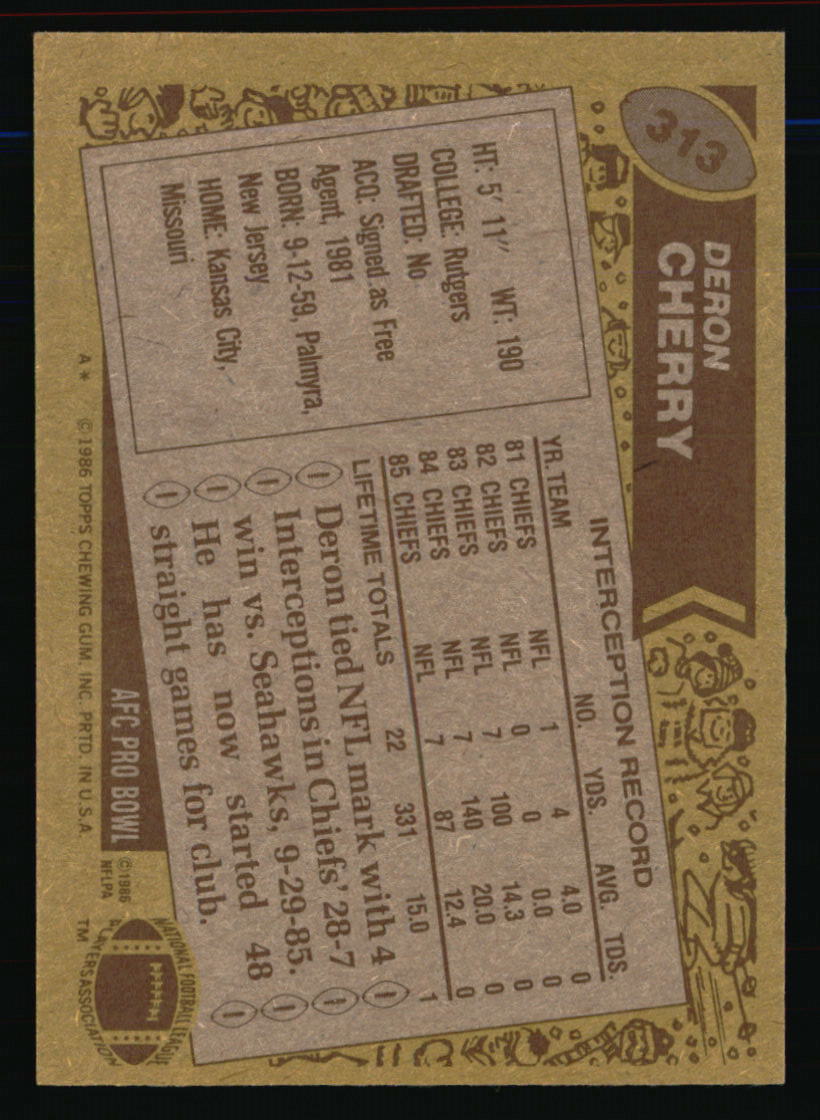 313
DERON
CHERRY
HT: 5' 11" WT: 190
COLLEGE: Rutgers
DRAFTED: No
ACQ: Signed as Free
Agent, 1981
BORN: 9-12-59, Palmyra,
New Jersey
HOME: Kansas City,
Missouri
INTERCEPTION RECORD
YR. TEAM NO. YDS. AVG. TDS.
81 CHIEFS NFL 1 4 4.0 0
82 CHIEFS NFL 0 0 0.0 0
83 CHIEFS NFL 7 100 14.3 0
84 CHIEFS NFL 7 140 20.0 0
85 CHIEFS NFL 7 87 12.4 0
LIFETIME TOTALS 22 331 15.0 1
Deron tied NFL mark with 4
Interceptions in Chiefs' 28-7
win vs. Seahawks, 9-29-85.
He has now started 48
straight games for club.
AFC PRO BOWL
©1986
NFLPA
NATIONAL FOOTBALL LEAGUE
PLAYERS ASSOCIATION
TM
A* ©1986 TOPPS CHEWING GUM, INC. PRTD. IN U.S.A.